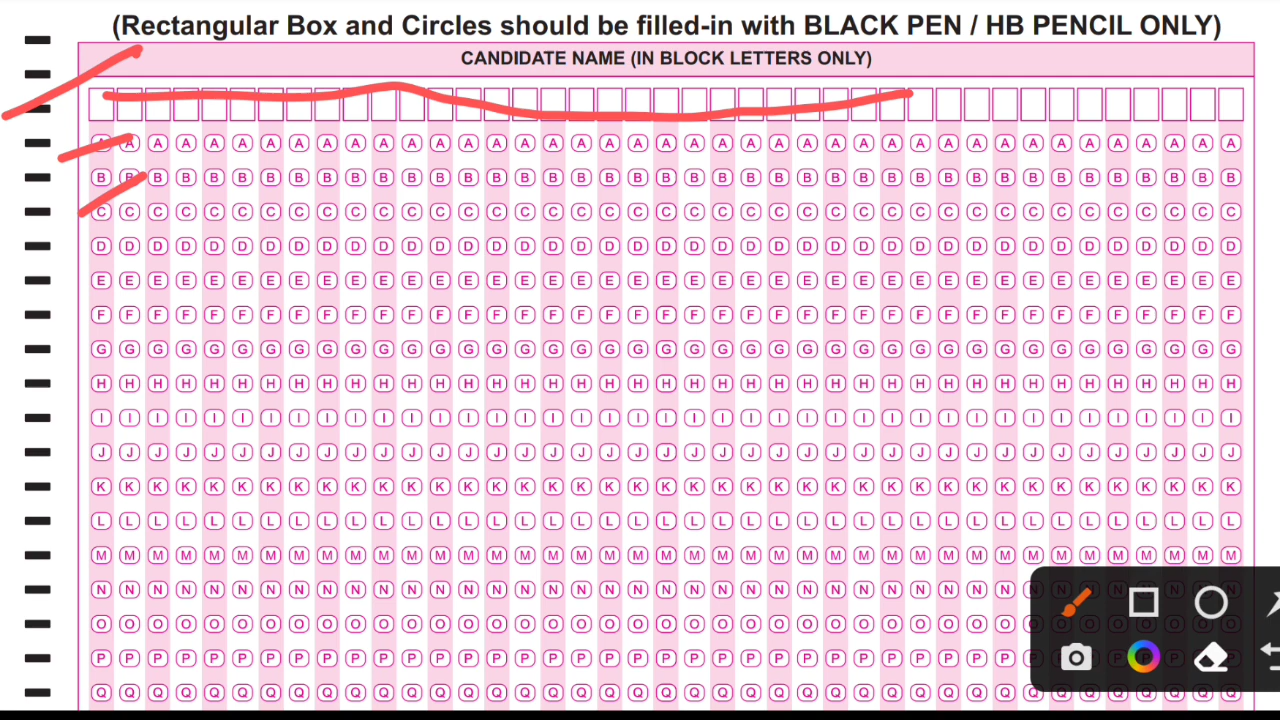 (Rectangular Box and Circles should be filled-in with BLACK PEN / HB PENCIL ONLY)
CANDIDATE NAME (IN BLOCK LETTERS ONLY)
A A A A A A A A A A A A A A A A A A A A A A A A A A A A A A A A A A A A A A A A A
B B B B B B B B B B B B B B B B B B B B B B B B B B B B B B B B B B B B B B B B B
C C C C C C C C C C C C C C C C C C C C C C C C C C C C C C C C C C C C C C C C C
D D D D D D D D D D D D D D D D D D D D D D D D D D D D D D D D D D D D D D D D D
E E E E E E E E E E E E E E E E E E E E E E E E E E E E E E E E E E E E E E E E E
F F F F F F F F F F F F F F F F F F F F F F F F F F F F F F F F F F F F F F F F F
G G G G G G G G G G G G G G G G G G G G G G G G G G G G G G G G G G G G G G G G G
H H H H H H H H H H H H H H H H H H H H H H H H H H H H H H H H H H H H H H H H H
I I I I I I I I I I I I I I I I I I I I I I I I I I I I I I I I I I I I I I I I I
J J J J J J J J J J J J J J J J J J J J J J J J J J J J J J J J J J J J J J J J J
K K K K K K K K K K K K K K K K K K K K K K K K K K K K K K K K K K K K K K K K K
L L L L L L L L L L L L L L L L L L L L L L L L L L L L L L L L L L L L L L L L L
M M M M M M M M M M M M M M M M M M M M M M M M M M M M M M M M M M M M M M M M M
N N N N N N N N N N N N N N N N N N N N N N N N N N N N N N N N N
O O O O O O O O O O O O O O O O O O O O O O O O O O O O O O O O O
P P P P P P P P P P P P P P P P P P P P P P P P P P P P P P P P P
Q Q Q Q Q Q Q Q Q Q Q Q Q Q Q Q Q Q Q Q Q Q Q Q Q Q Q Q Q Q Q Q Q Q Q Q Q Q Q Q Q